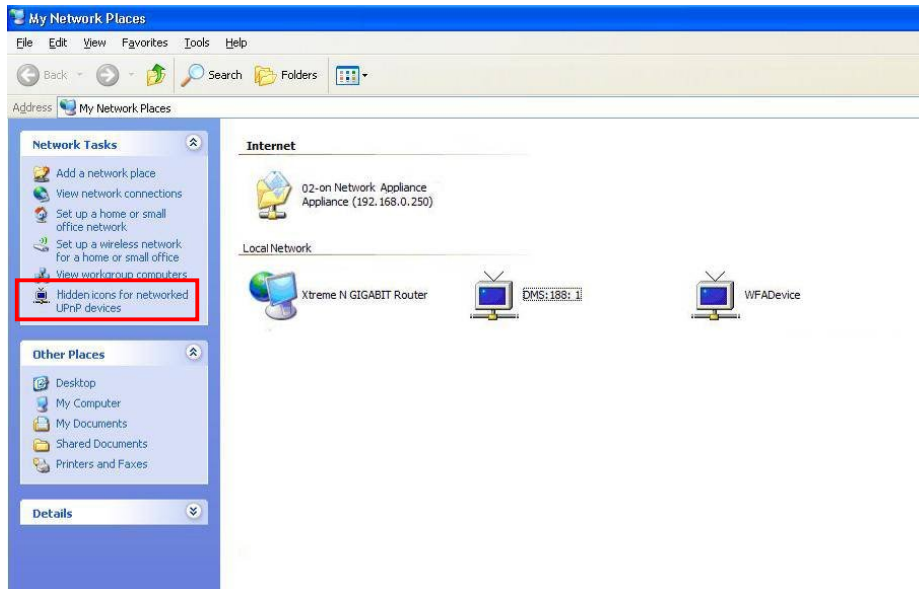 My Network Places
File Edit View Favorites Tools Help
Back Search Folders
Address My Network Places
Network Tasks
Add a network place
View network connections
Set up a home or small
office network
Set up a wireless network
for a home or small office
View workgroup computers
Hidden icons for networked
UPnP devices
Other Places
Desktop
My Computer
My Documents
Shared Documents
Printers and Faxes
Details
Internet
02-on Network Appliance
Appliance (192.168.0.250)
Local Network
Xtreme N GIGABIT Router
DMS:188: 1
WFADevice